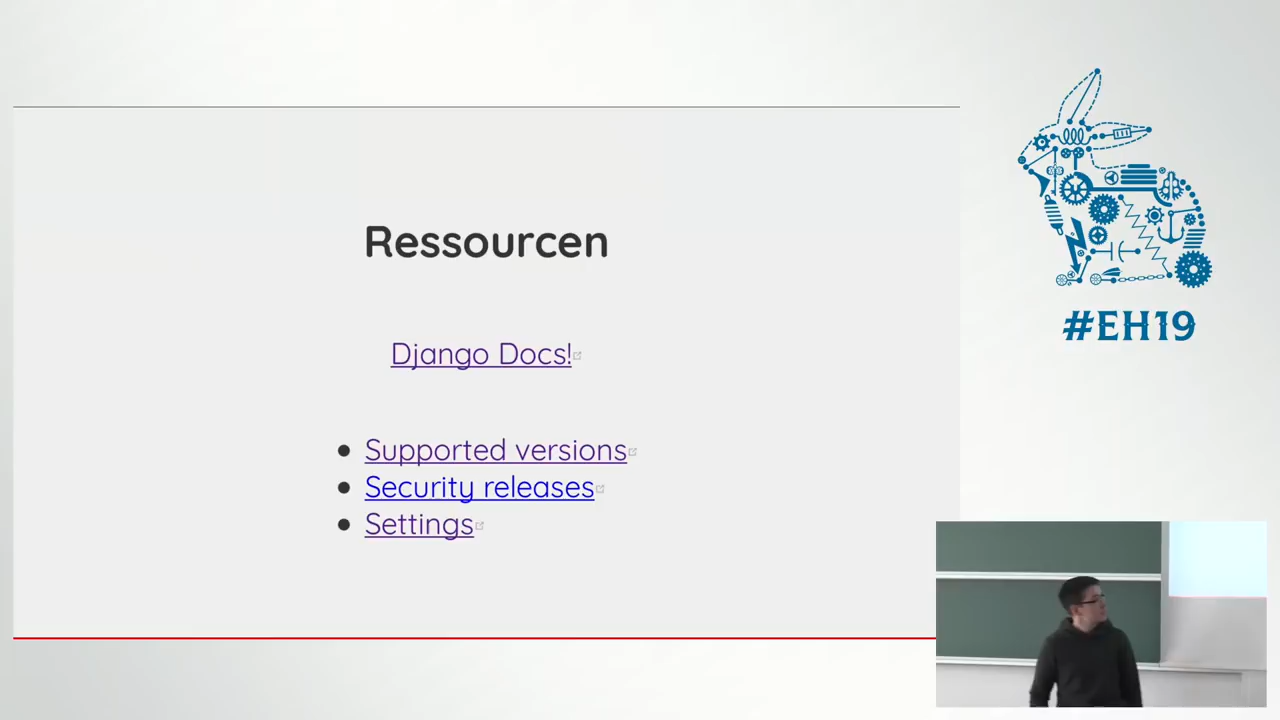 Ressourcen
Django Docs!
Supported versions
Security releases
Settings
#EH19